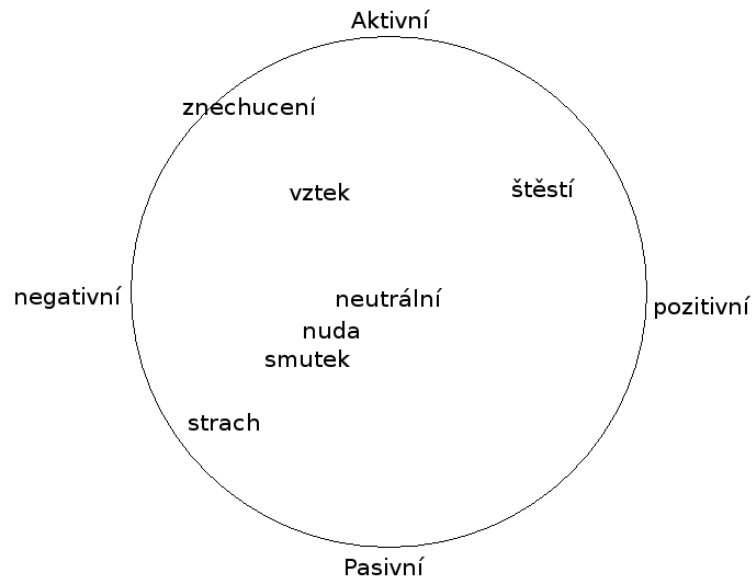 Aktivní
znechucení
vztek
štěstí
negativní
neutrální
pozitivní
nuda
smutek
strach
Pasivní